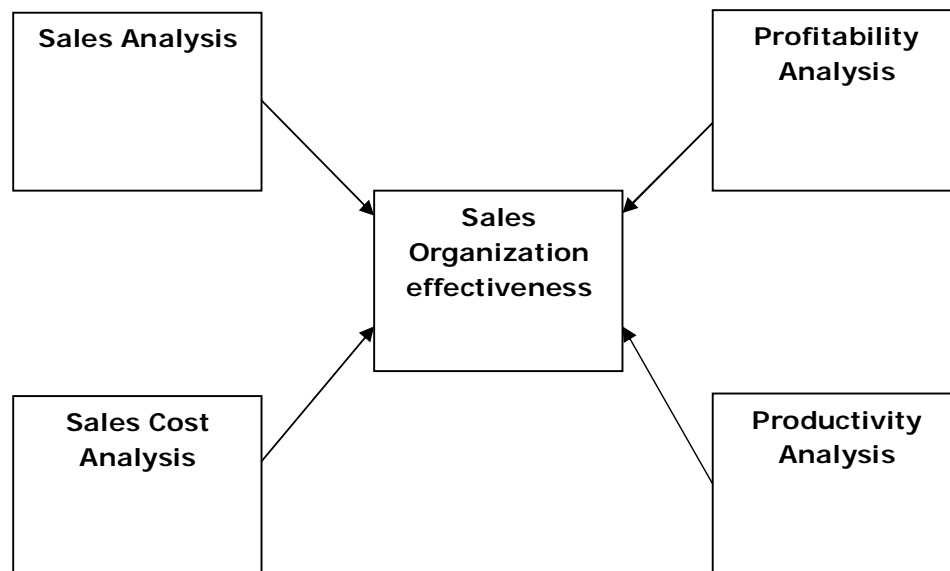 Sales Analysis
Profitability
Analysis
Sales
Organization
effectiveness
Sales Cost
Analysis
Productivity
Analysis